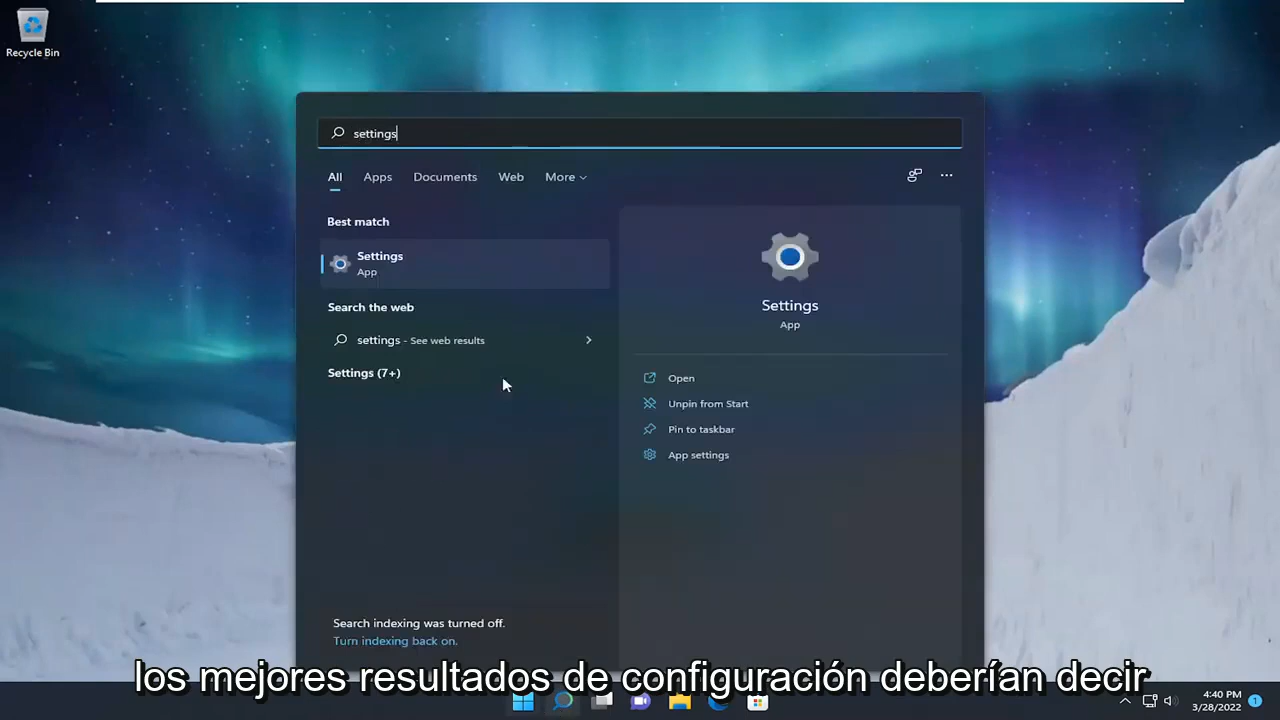 Recycle Bin
settings
All Apps Documents Web More
Best match
Settings
App
Search the web
settings - See web results
Settings (7+)
Settings
App
Open
Unpin from Start
Pin to taskbar
App settings
Search indexing was turned off.
Turn indexing back on.
los mejores resultados de configuración deberían decir
4:40 PM
3/28/2022
1